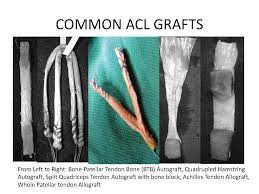 COMMON ACL GRAFTS
From Left to Right: Bone-Patellar Tendon Bone (BTB) Autograft, Quadrupled Hamstring
Autograft, Split Quadriceps Tendon Autograft with bone block, Achilles Tendon Allograft,
Whole Patellar tendon Allograft